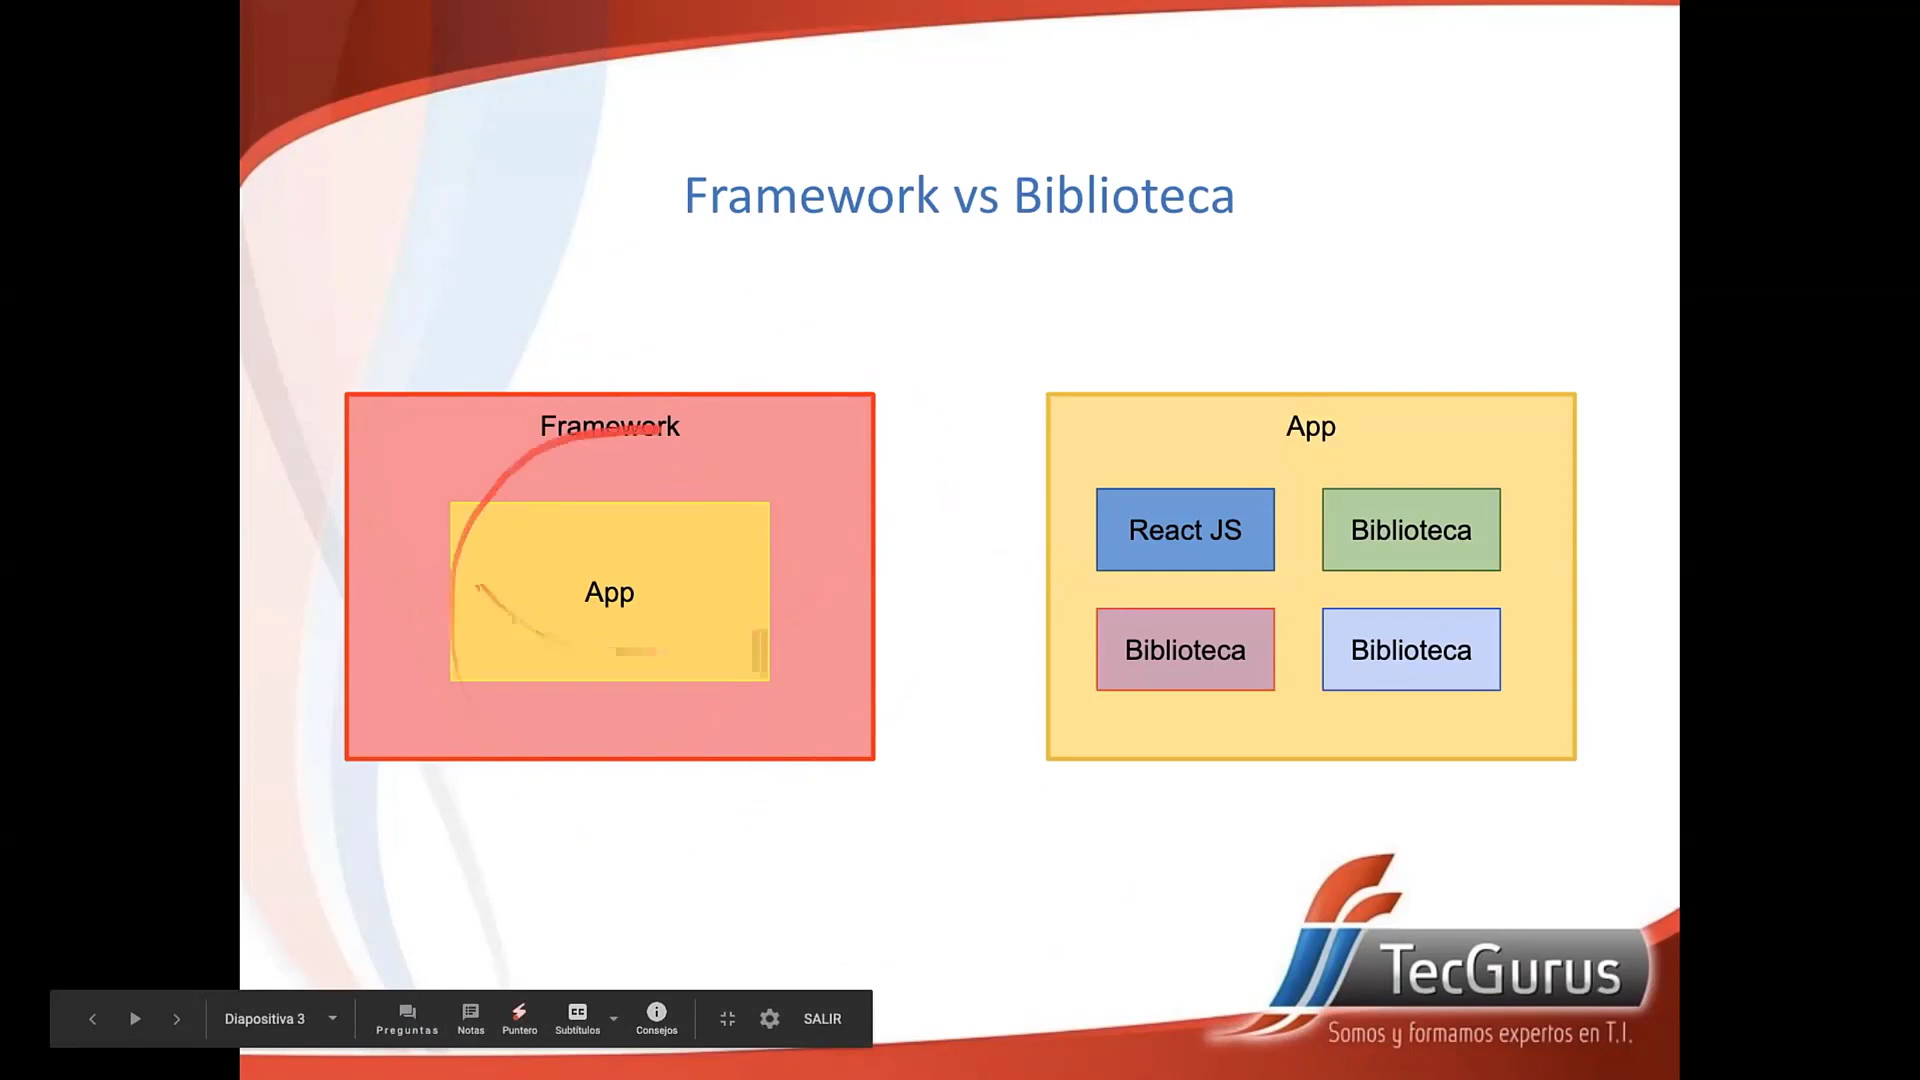 Framework vs Biblioteca
Framework
App
App
React JS
Biblioteca
Biblioteca
Biblioteca
TecGurus
Somos y formamos expertos en T.I.
Diapositiva 3
Preguntas
Notas
Puntero
CC
Subtítulos
Consejos
SALIR